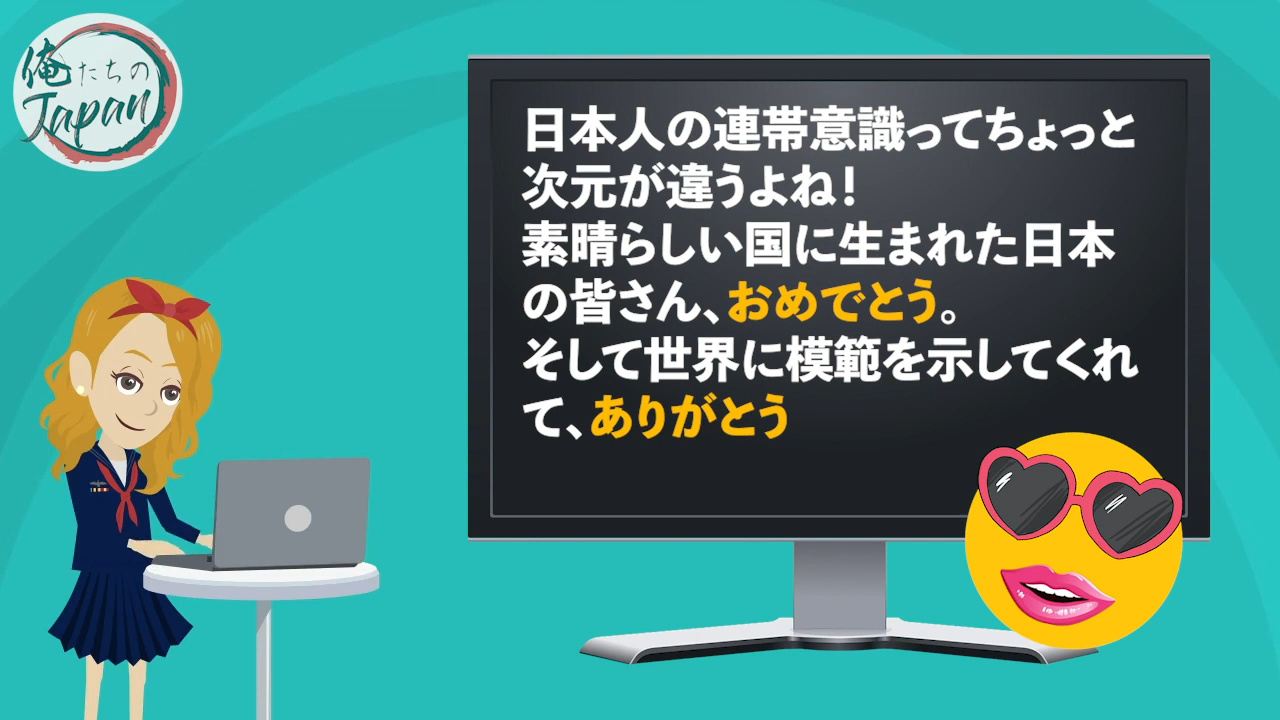 俺たちの
Japan
日本人の連帯意識ってちょっと
次元が違うよね!
素晴らしい国に生まれた日本
の皆さん、おめでとう。
そして世界に模範を示してくれ
て、ありがとう